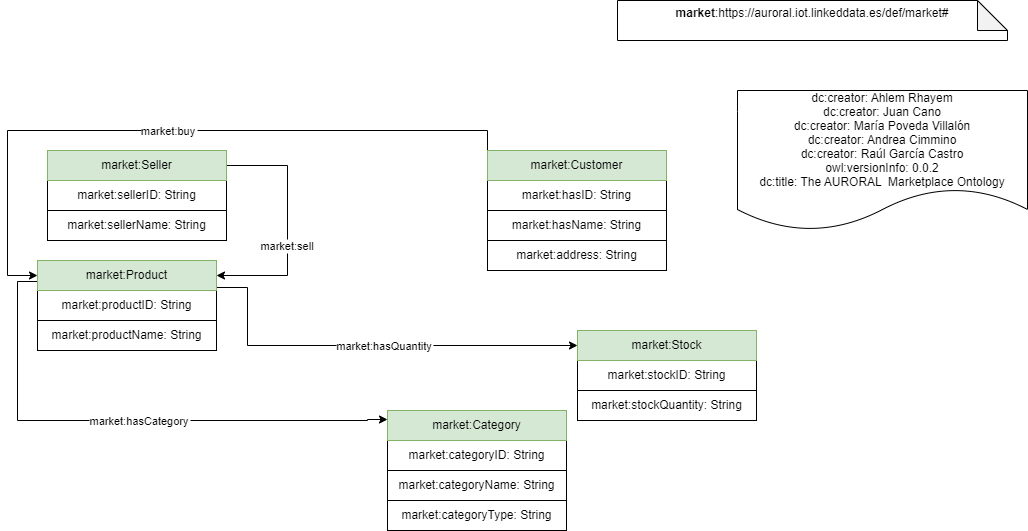 market:https://auroral.iot.linkeddata.es/def/market#
dc:creator: Ahlem Rhayem
dc:creator: Juan Cano
dc:creator: María Poveda Villalón
dc:creator: Andrea Cimmino
dc:creator: Raúl García Castro
owl:versionInfo: 0.0.2
dc:title: The AURORAL Marketplace Ontology
market:buy
market:Seller
market:sellerID: String
market:sellerName: String
market:sell
market:Customer
market:hasID: String
market:hasName: String
market:address: String
market:Product
market:productID: String
market:productName: String
market:hasQuantity
market:Stock
market:stockID: String
market:stockQuantity: String
market:hasCategory
market:Category
market:categoryID: String
market:categoryName: String
market:categoryType: String